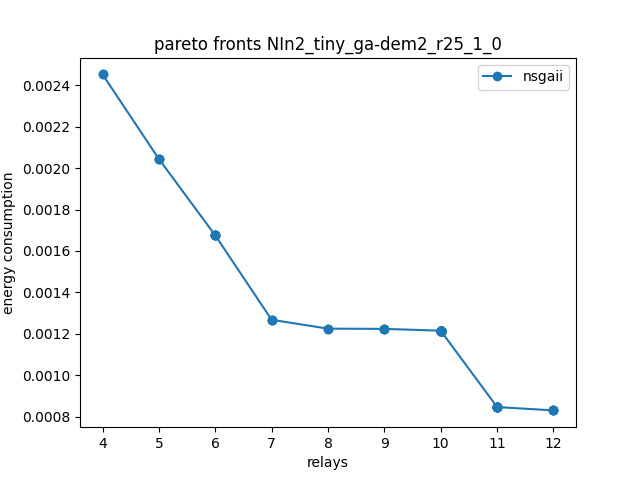 pareto fronts NIn2_tiny_ga-dem2_r25_1_0
nsgaii
energy consumption
0.0024
0.0022
0.0020
0.0018
0.0016
0.0014
0.0012
0.0010
0.0008
4 5 6 7 8 9 10 11 12
relays